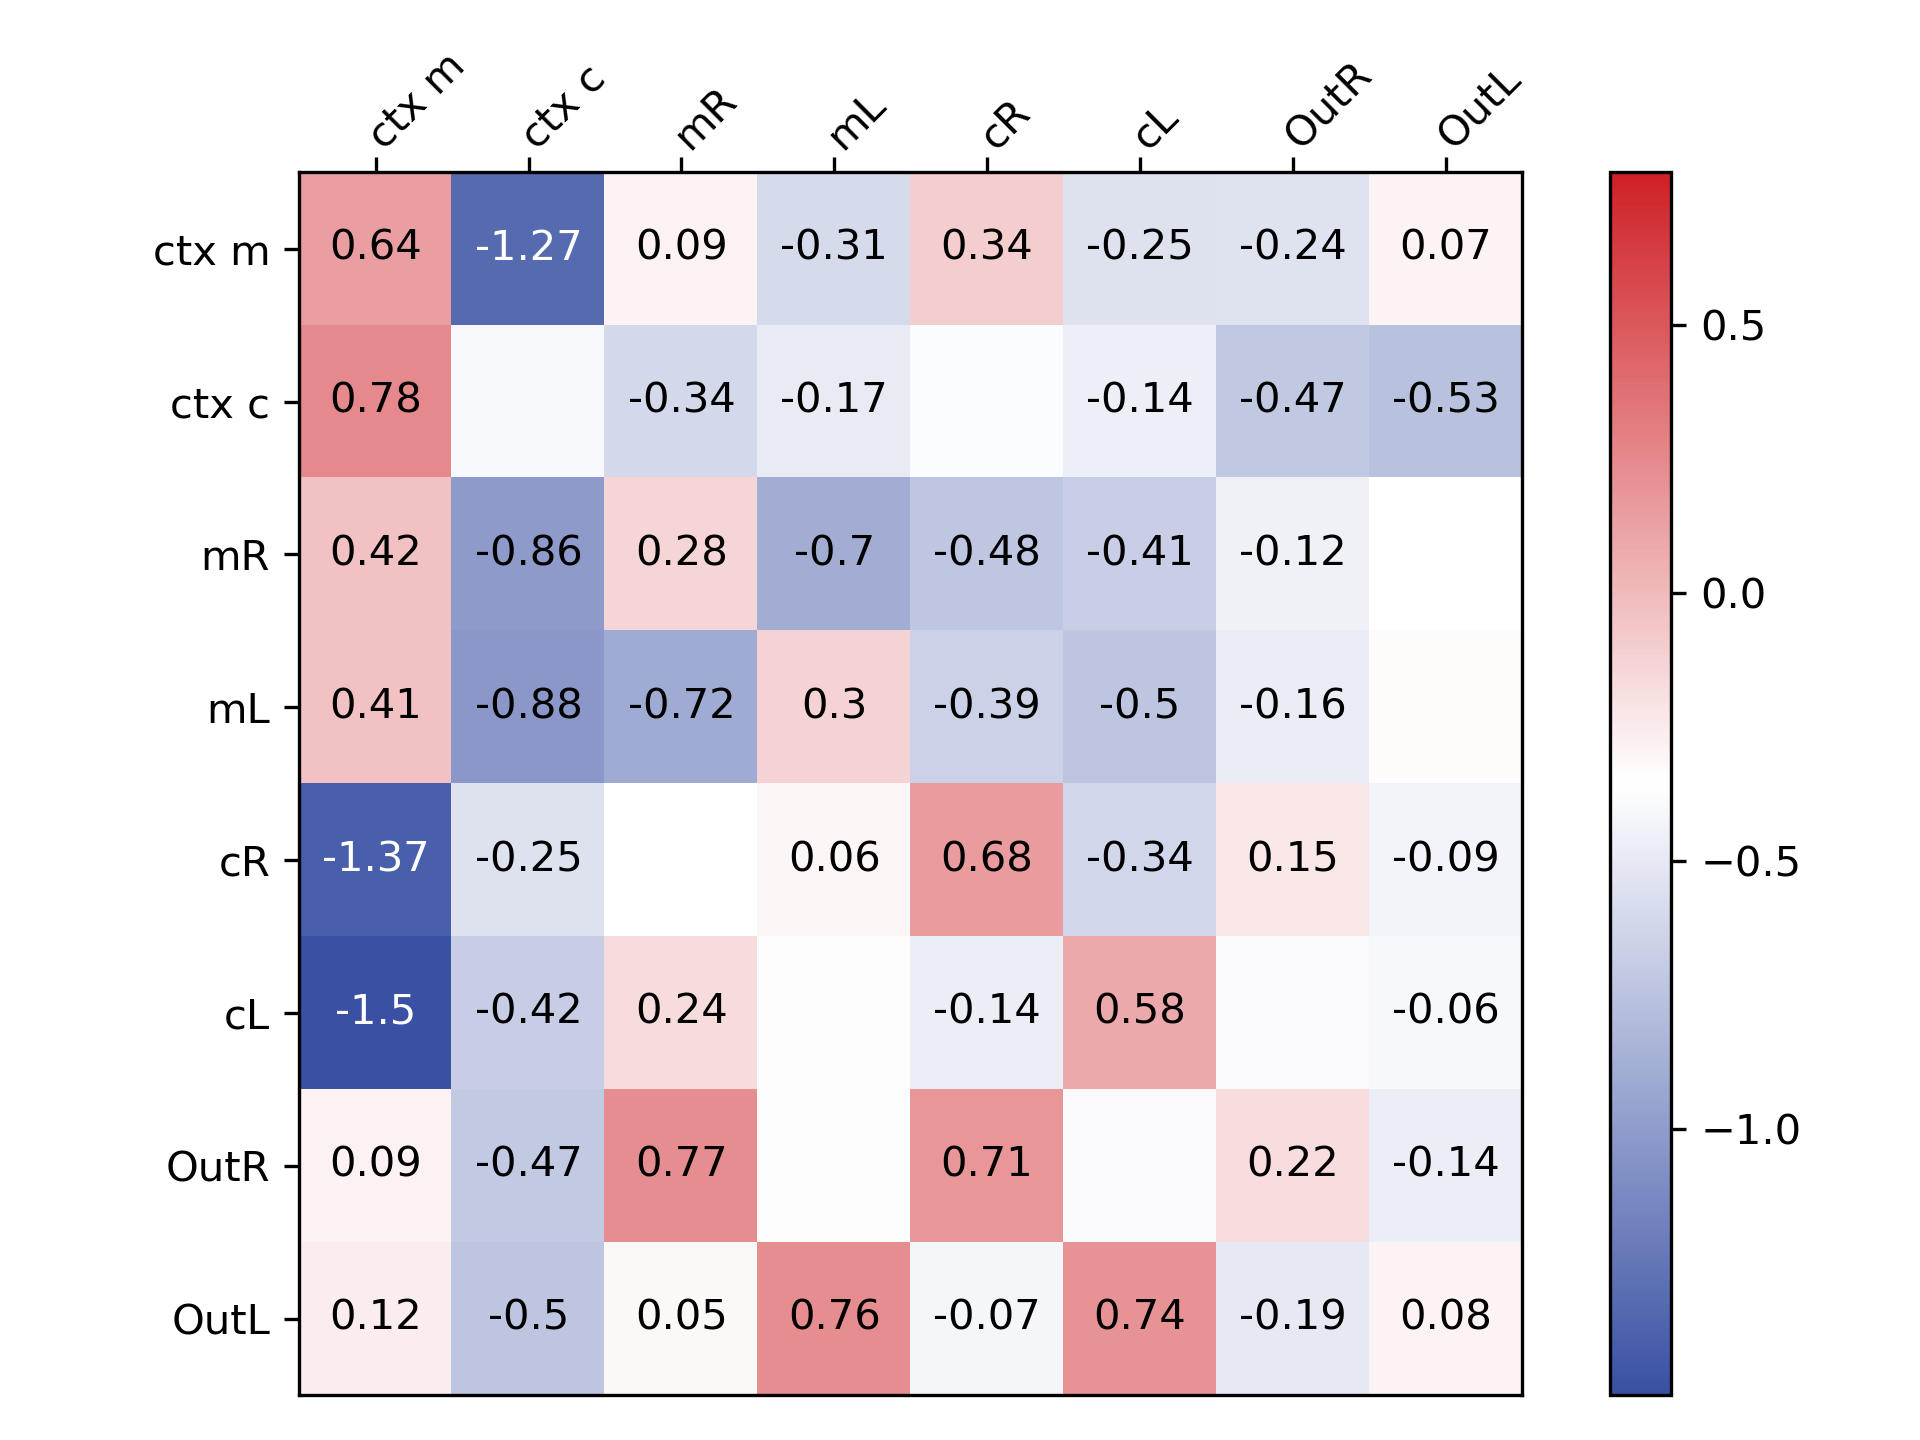 ctx m ctx c mR mL cR cL OutR OutL
ctx m 0.64 -1.27 0.09 -0.31 0.34 -0.25 -0.24 0.07
0.5
ctx c 0.78 -0.34 -0.17 -0.14 -0.47 -0.53
mR 0.42 -0.86 0.28 -0.7 -0.48 -0.41 -0.12
0.0
mL 0.41 -0.88 -0.72 0.3 -0.39 -0.5 -0.16
cR -1.37 -0.25 0.06 0.68 -0.34 0.15 -0.09
−0.5
cL -1.5 -0.42 0.24 -0.14 0.58 -0.06
−1.0
OutR 0.09 -0.47 0.77 0.71 0.22 -0.14
OutL 0.12 -0.5 0.05 0.76 -0.07 0.74 -0.19 0.08